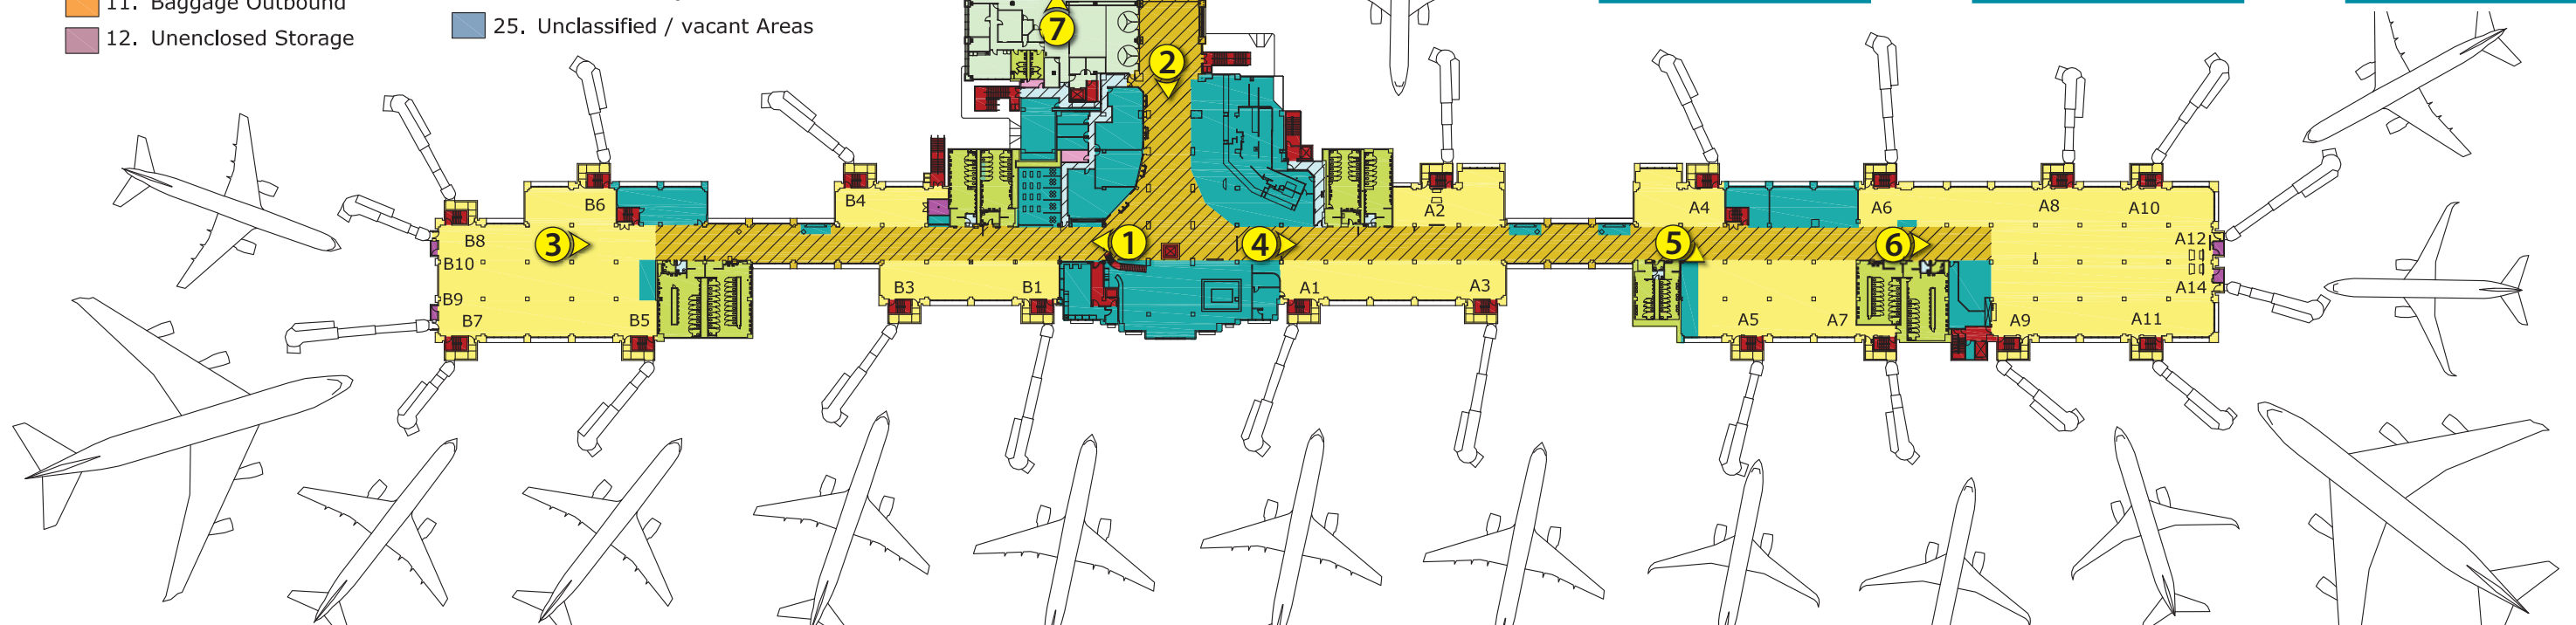 11. Baggage Outbound
12. Unenclosed Storage
25. Unclassified / vacant Areas
7
2
B6
B4
A2
A4
A6
A8
A10
B8
3
1
4
5
6
A12
B10
B9
B3
B1
A1
A3
A14
B7
B5
A5
A7
A9
A11